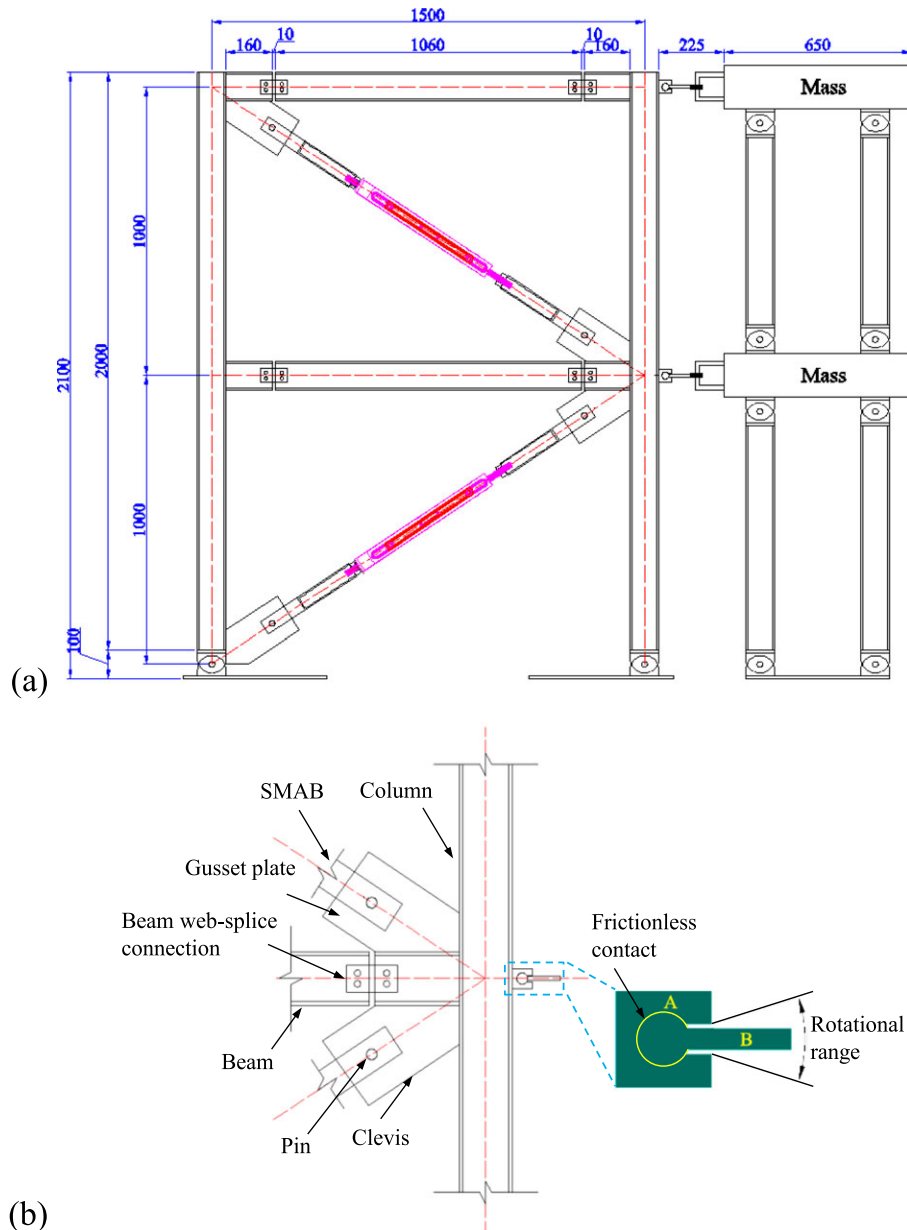 1500
160
10
1060
10
160
225
650
Mass
1000
2000
2100
Mass
1000
100
(a)
SMAB
Column
Gusset plate
Beam web-splice
connection
Frictionless
contact
A
B
Rotational
range
Beam
Pin
Clevis
(b)